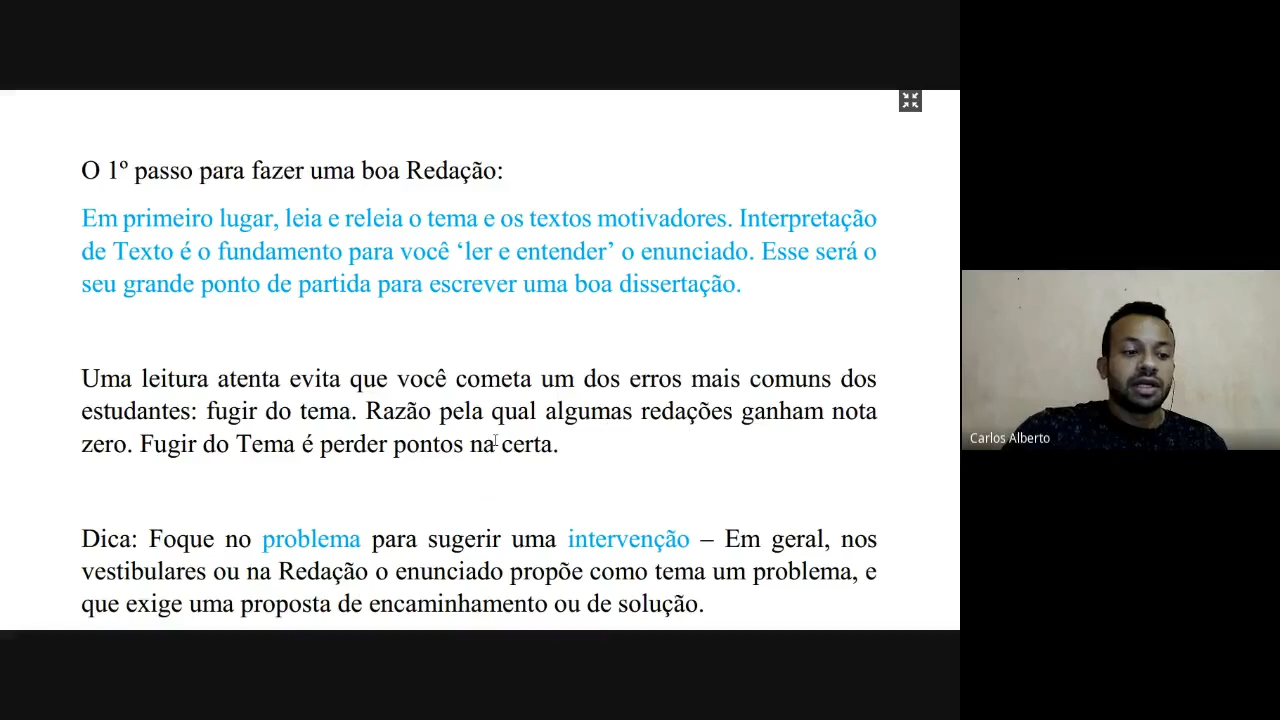 O 1º passo para fazer uma boa Redação:
Em primeiro lugar, leia e releia o tema e os textos motivadores. Interpretação
de Texto é o fundamento para você ‘ler e entender’ o enunciado. Esse será o
seu grande ponto de partida para escrever uma boa dissertação.
Uma leitura atenta evita que você cometa um dos erros mais comuns dos
estudantes: fugir do tema. Razão pela qual algumas redações ganham nota
zero. Fugir do Tema é perder pontos na certa.
Dica: Foque no problema para sugerir uma intervenção – Em geral, nos
vestibulares ou na Redação o enunciado propõe como tema um problema, e
que exige uma proposta de encaminhamento ou de solução.
Carlos Alberto